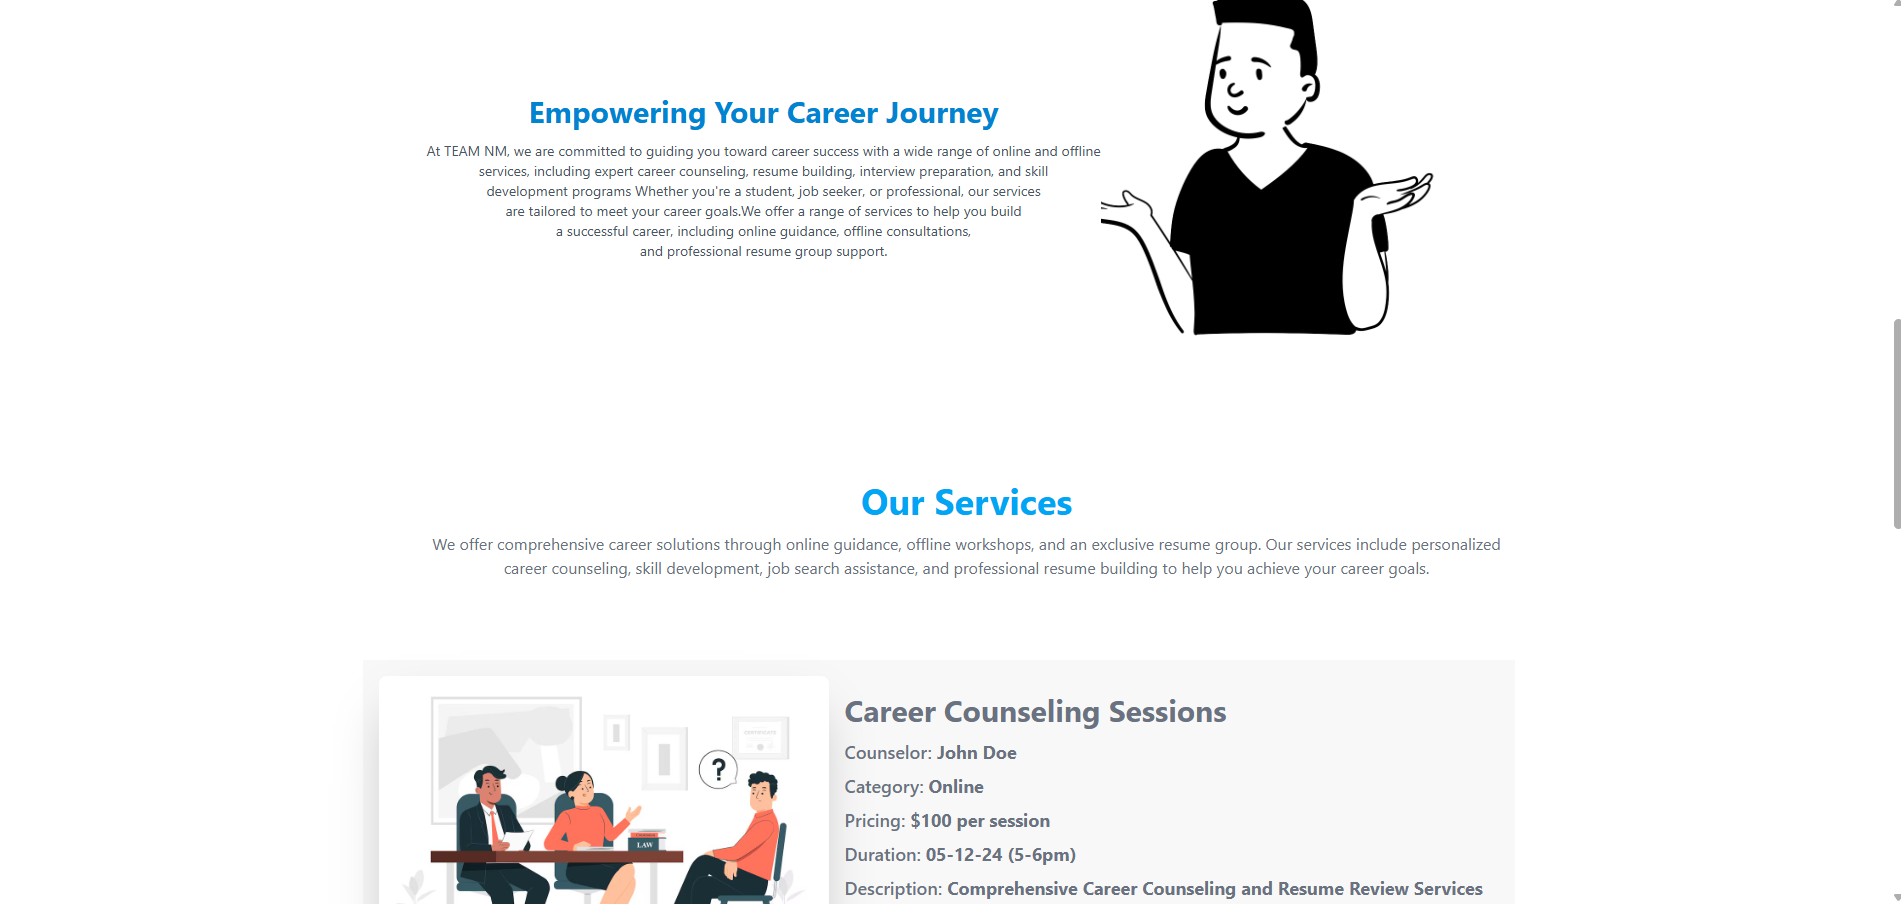 Empowering Your Career Journey
At TEAM NM, we are committed to guiding you toward career success with a wide range of online and offline
services, including expert career counseling, resume building, interview preparation, and skill
development programs Whether you're a student, job seeker, or professional, our services
are tailored to meet your career goals.We offer a range of services to help you build
a successful career, including online guidance, offline consultations,
and professional resume group support.
Our Services
We offer comprehensive career solutions through online guidance, offline workshops, and an exclusive resume group. Our services include personalized
career counseling, skill development, job search assistance, and professional resume building to help you achieve your career goals.
CERTIFICATE
?
LAW
Career Counseling Sessions
Counselor: John Doe
Category: Online
Pricing: $100 per session
Duration: 05-12-24 (5-6pm)
Description: Comprehensive Career Counseling and Resume Review Services